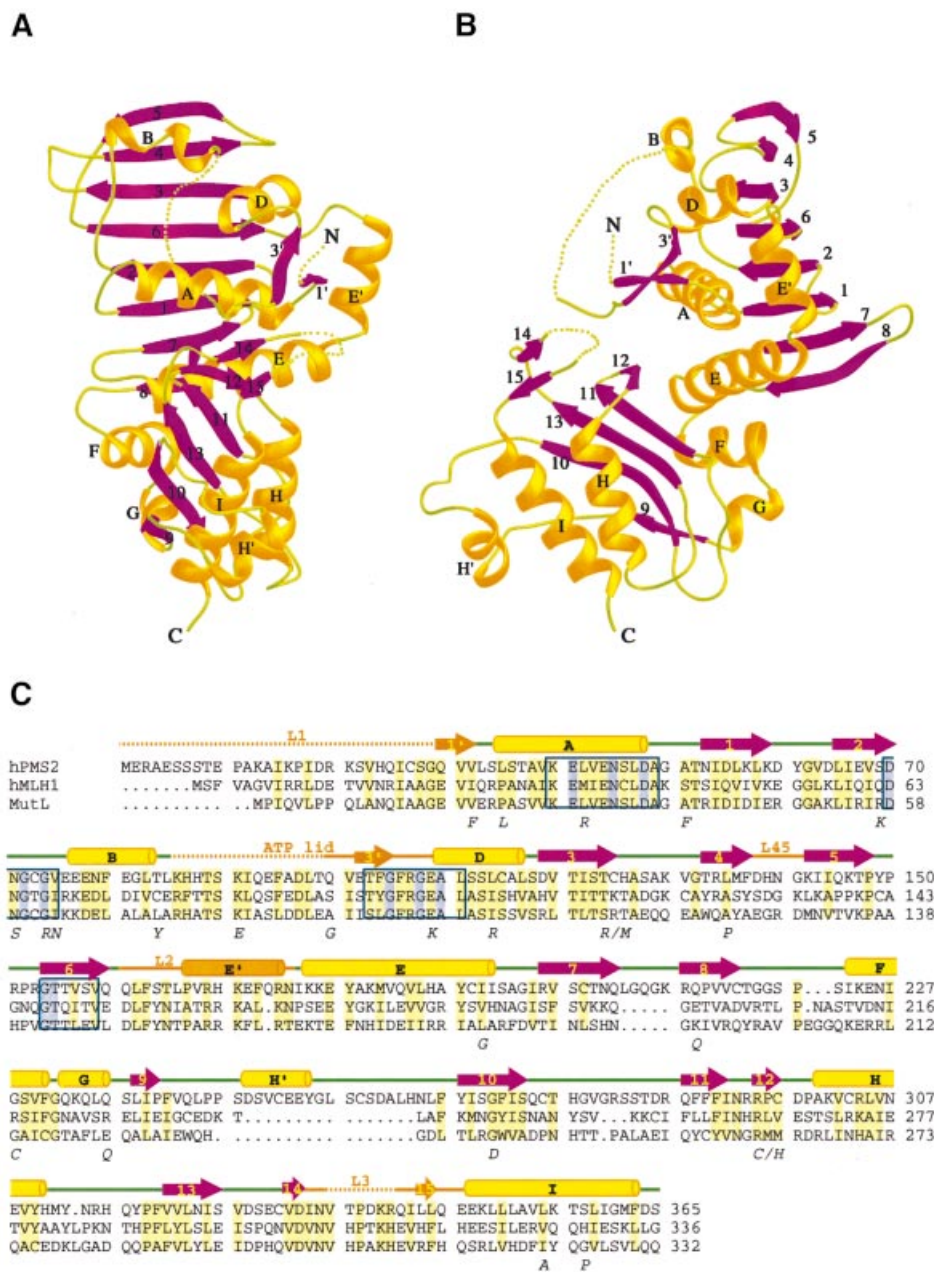 A
B
5
B
4
3
D
6
3'
N
2
A
1'
E'
1
7
14
E
12
15
8
11
F
13
10
I
H
G
9
H'
C
B
5
4
D
3
N
3'
6
1'
2
A
E'
1
7
8
14
12
E
15
11
13
F
10
H
G
I
9
H'
C
C
L1 1' A 1 2
hPMS2 MERAESSSTE PAKAIKPIDR KSVHQICSGQ VVLSLSTAVK ELVENSLDAG ATNIDLKLKD YGVDLIEVSD 70
hMLH1 .......MSF VAGVIRRLDE TVVNRIAAGE VIQRPANAIK EMIENCLDAK STSIQVIVKE GGLKLIQIQD 63
MutL .......... ..MPIQVLPP QLANQIAAGE VVERPASVVK ELVENSLDAG ATRIDIDIER GGAKLIRIRD 58
F L R F K
B ATP lid 3' D 3 4 L45 5
NGCGVEEENF EGLTLKHHTS KIQEFADLTQ VETFGFRGEA LSSLCALSDV TISTCHASAK VGTRLMFDHN GKIIQKTPYP 150
NGTGIRKEDL DIVCERFTTS KLQSFEDLAS ISTYGFRGEA LASISHVAHV TITTKTADGK CAYRASYSDG KLKAPPKPCA 143
NGCGIKKDEL ALALARHATS KIASLDDLEA IISLGFRGEA LASISSVSRL TLTSRTAEQQ EAWQAYAEGR DMNVTVKPAA 138
S RN Y E G K R R/M P
6 L2 E' E 7 8 F
RPRGTTVSVQ QLFSTLPVRH KEFQRNIKKE YAKMVQVLHA YCIISAGIRV SCTNQLGQGK RQPVVCTGGS P...SIKENI 227
GNQGTQITVE DLFYNIATRR KAL.KNPSEE YGKILEVVGR YSVHNAGISF SVKKQ..... GETVADVRTL P.NASTVDNI 216
HPVGTTLEVL DLFYNTPARR KFL.RTEKTE FNHIDEIIRR IALARFDVTI NLSHN..... GKIVRQYRAV PEGGQKERRL 212
G Q
G 9 H' 10 11 12 H
GSVFGQKQLQ SLIPFVQLPP SDSVCEEYGL SCSDALHNLF YISGFISQCT HGVGRSSTDR QFFFINRRPC DPAKVCRLVN 307
RSIFGNAVSR ELIEIGCEDK T......... .......LAF KMNGYISNAN YSV...KKCI FLLFINHRLV ESTSLRKAIE 277
GAICGTAFLE QALAIEWQH. .......... .......GDL TLRGWVADPN HTT.PALAEI QYCYVNGRMM RDRLINHAIR 273
C Q D C/H
13 14 L3 15 I
EVYHMY.NRH QYPFVVLNIS VDSECVDINV TPDKRQILLQ EEKLLLAVLK TSLIGMFDS 365
TVYAAYLPKN THPFLYLSLE ISPQNVDVNV HPTKHEVHFL HEESILERVQ QHIESKLLG 336
QACEDKLGAD QQPAFVLYLE IDPHQVDVNV HPAKHEVRFH QSRLVHDFIY QGVLSVLQQ 332
A P